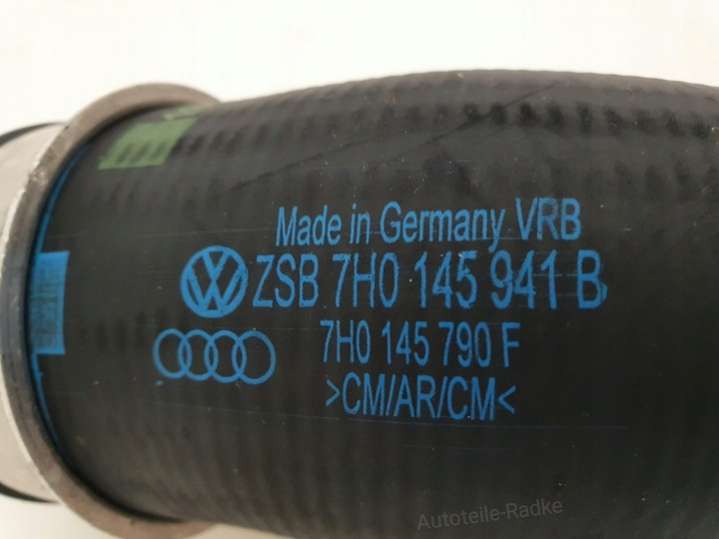 Made in Germany VRB
ZSB 7H0 145 941 B
7H0 145 790 F
>CM/AR/CM<
Autoteile-Radke